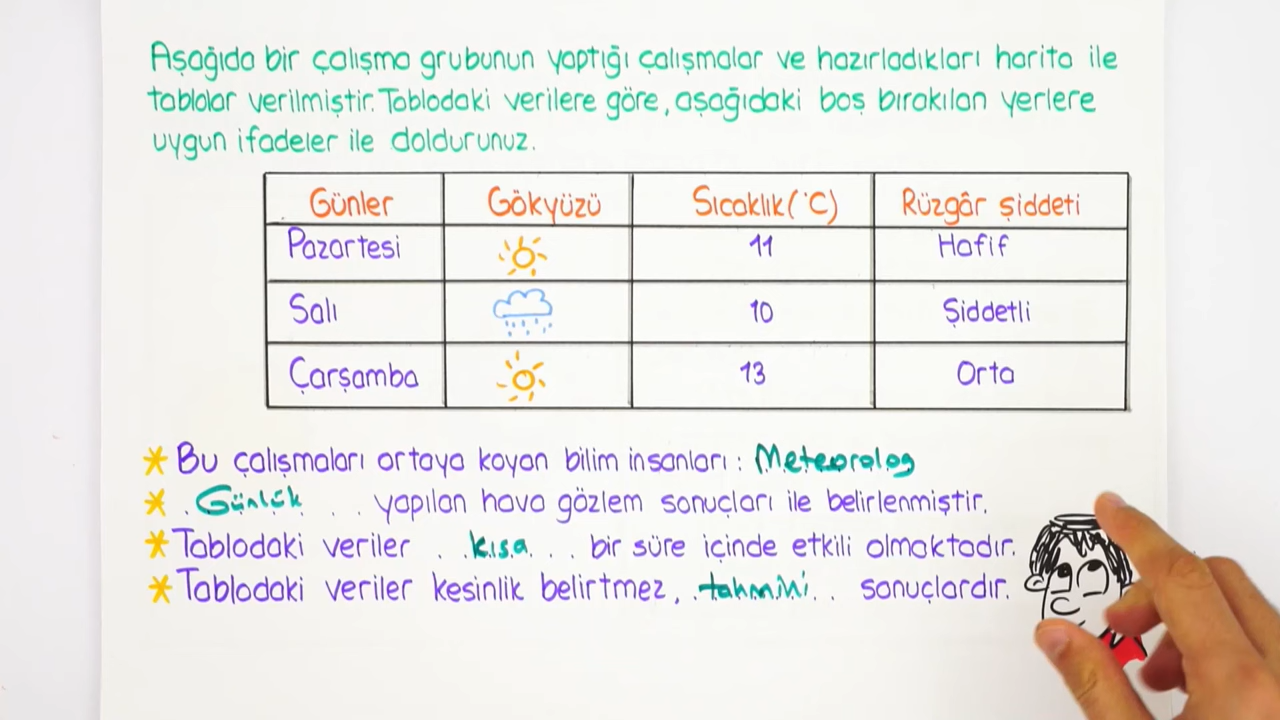 Aşağıda bir çalışma grubunun yaptığı çalışmalar ve hazırladıkları harita ile
tablolar verilmiştir. Tablodaki verilere göre, aşağıdaki boş bırakılan yerlere
uygun ifadeler ile doldurunuz.
Günler Gökyüzü Sıcaklık(°C) Rüzgâr şiddeti
Pazartesi 11 Hafif
Salı 10 Şiddetli
Çarşamba 13 Orta
* Bu çalışmaları ortaya koyan bilim insanları: Meteorolog
* . Günlük . . yapılan hava gözlem sonuçları ile belirlenmiştir.
* Tablodaki veriler . kısa. . . bir süre içinde etkili olmaktadır.
* Tablodaki veriler kesinlik belirtmez, . tahmini . . sonuçlardır.